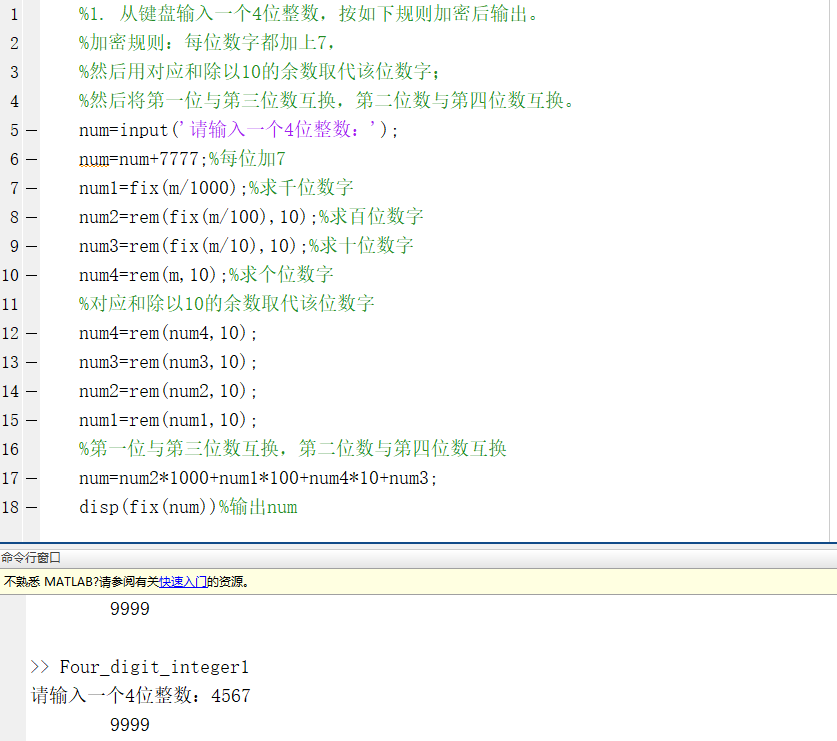 1 %1. 从键盘输入一个4位整数，按如下规则加密后输出。
2 %加密规则：每位数字都加上7，
3 %然后用对应和除以10的余数取代该位数字；
4 %然后将第一位与第三位数互换，第二位数与第四位数互换。
5 — num=input('请输入一个4位整数：');
6 — num=num+7777;%每位加7
7 — num1=fix(m/1000);%求千位数字
8 — num2=rem(fix(m/100),10);%求百位数字
9 — num3=rem(fix(m/10),10);%求十位数字
10 — num4=rem(m,10);%求个位数字
11 %对应和除以10的余数取代该位数字
12 — num4=rem(num4,10);
13 — num3=rem(num3,10);
14 — num2=rem(num2,10);
15 — num1=rem(num1,10);
16 %第一位与第三位数互换，第二位数与第四位数互换
17 — num=num2*1000+num1*100+num4*10+num3;
18 — disp(fix(num))%输出num
命令行窗口
不熟悉 MATLAB?请参阅有关快速入门的资源。
9999
>> Four_digit_integer1
请输入一个4位整数：4567
9999